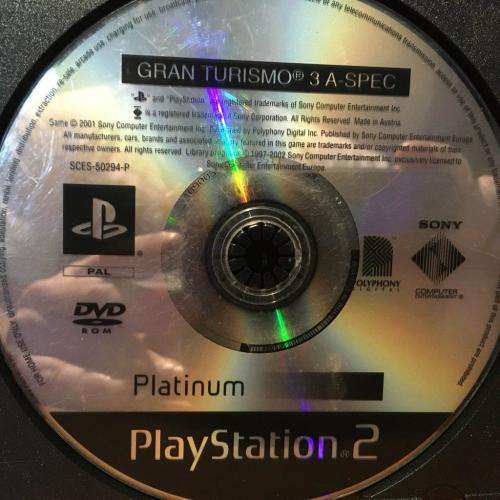 GRAN TURISMO® 3 A-SPEC
"PS" and "PlayStation" registered trademarks of Sony Computer Entertainment Inc.
is a registered trademark of Sony Corporation. All Rights Reserved. Made in Austria.
Game © 2001 Sony Computer Entertainment Inc. Developed by Polyphony Digital Inc. Published by Sony Computer Entertainment Europe.
All manufacturers, cars, brands and associated featured in this game are trademarks and/or copyrighted materials of their
respective owners. All rights reserved. Library programs © 1997-2002 Sony Computer Entertainment Inc. exclusively licensed to
Sony Computer Entertainment Europe.
SCES-50294-P
PAL
DVD
ROM
POLYPHONY
Digital
SONY
COMPUTER
ENTERTAINMENT®
Platinum
PlayStation®2